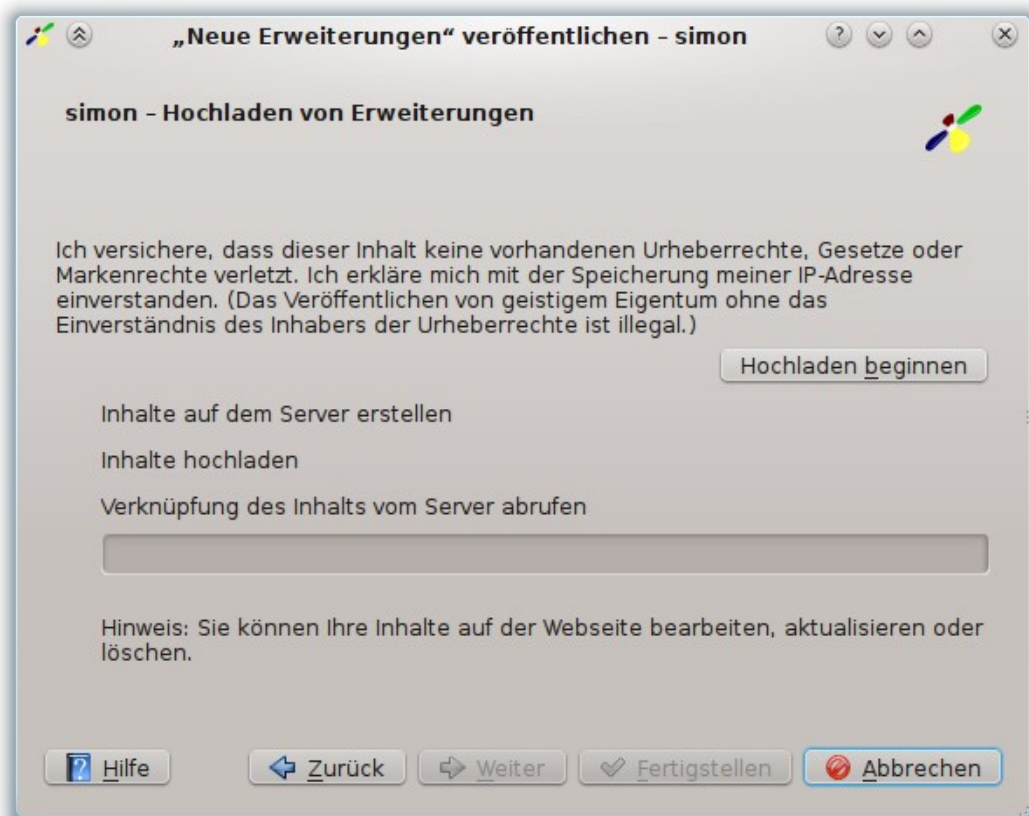 „Neue Erweiterungen“ veröffentlichen – simon
simon – Hochladen von Erweiterungen
Ich versichere, dass dieser Inhalt keine vorhandenen Urheberrechte, Gesetze oder
Markenrechte verletzt. Ich erkläre mich mit der Speicherung meiner IP-Adresse
einverstanden. (Das Veröffentlichen von geistigem Eigentum ohne das
Einverständnis des Inhabers der Urheberrechte ist illegal.)
Hochladen beginnen
Inhalte auf dem Server erstellen
Inhalte hochladen
Verknüpfung des Inhalts vom Server abrufen
Hinweis: Sie können Ihre Inhalte auf der Webseite bearbeiten, aktualisieren oder
löschen.
Hilfe Zurück Weiter Fertigstellen Abbrechen